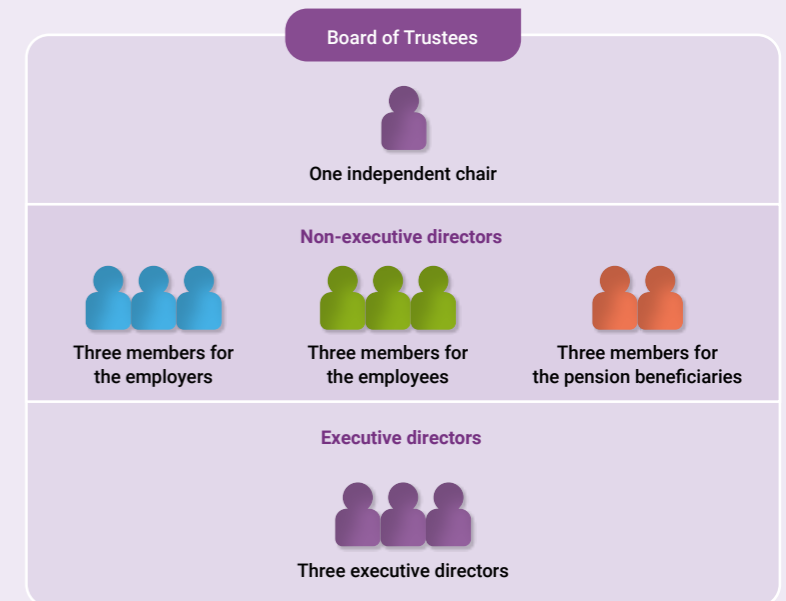 Board of Trustees
One independent chair
Non-executive directors
Three members for
the employers
Three members for
the employees
Three members for
the pension beneficiaries
Executive directors
Three executive directors